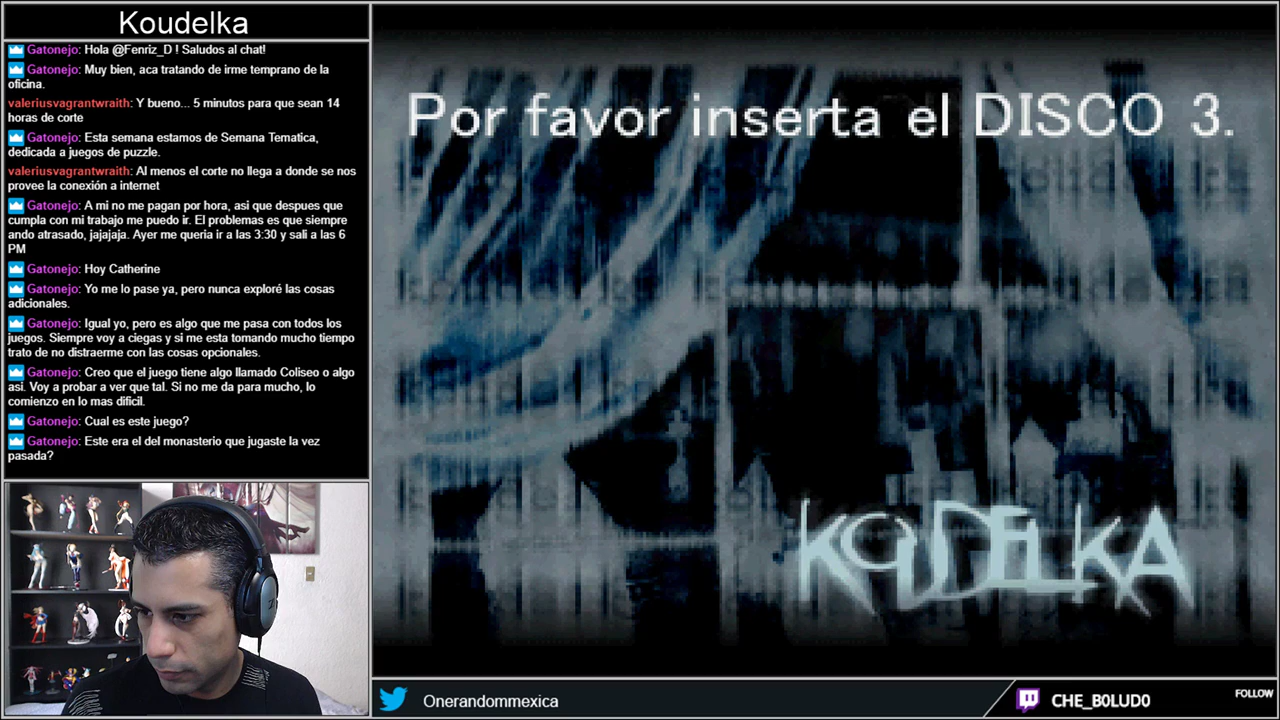 Koudelka
Gatonejo: Hola @Fenriz_D ! Saludos al chat!
Gatonejo: Muy bien, aca tratando de irme temprano de la
oficina.
valeriusvagrantwraith: Y bueno... 5 minutos para que sean 14
horas de corte
Gatonejo: Esta semana estamos de Semana Tematica,
dedicada a juegos de puzzle.
valeriusvagrantwraith: Al menos el corte no llega a donde se nos
provee la conexión a internet
Gatonejo: A mi no me pagan por hora, asi que despues que
cumpla con mi trabajo me puedo ir. El problemas es que siempre
ando atrasado, jajajaja. Ayer me queria ir a las 3:30 y sali a las 6
PM
Gatonejo: Hoy Catherine
Gatonejo: Yo me lo pase ya, pero nunca exploré las cosas
adicionales.
Gatonejo: Igual yo, pero es algo que me pasa con todos los
juegos. Siempre voy a ciegas y si me esta tomando mucho tiempo
trato de no distraerme con las cosas opcionales.
Gatonejo: Creo que el juego tiene algo llamado Coliseo o algo
asi. Voy a probar a ver que tal. Si no me da para mucho, lo
comienzo en lo mas dificil.
Gatonejo: Cual es este juego?
Gatonejo: Este era el del monasterio que jugaste la vez
pasada?
Por favor inserta el DISCO 3.
KOUDELKA
Onerandommexica
CHE_B0LUD0
FOLLOW